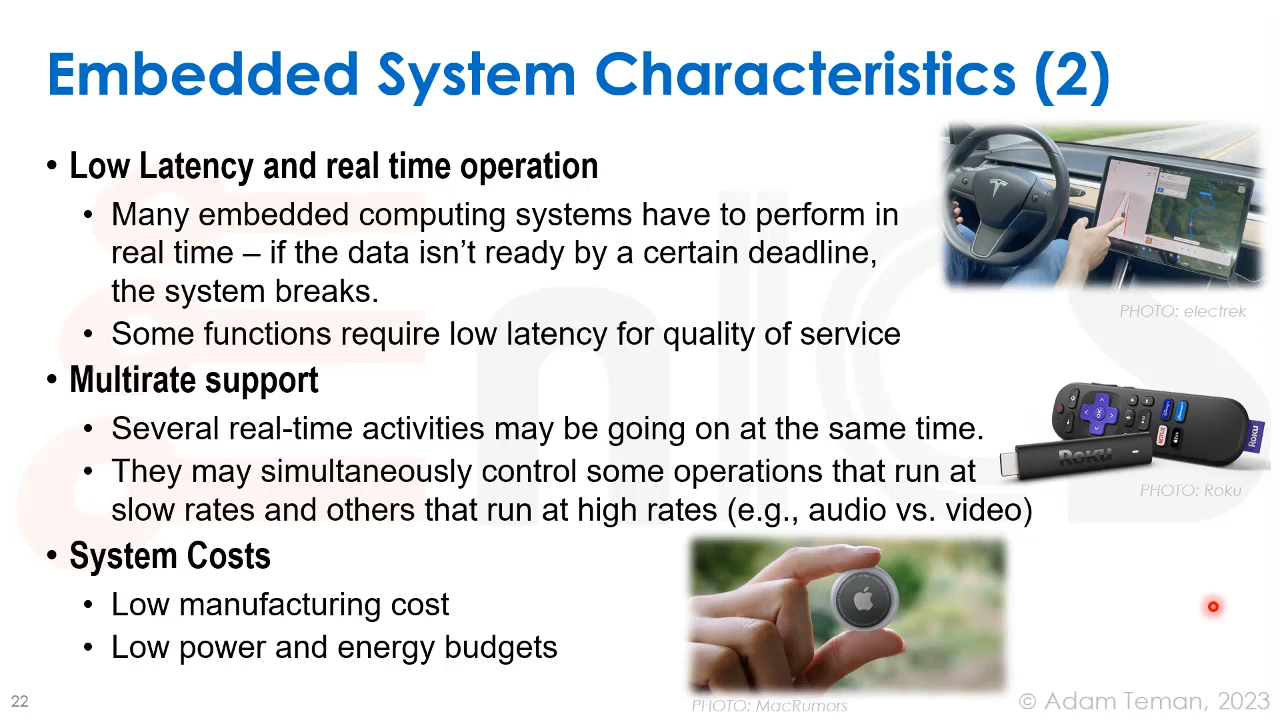 Embedded System Characteristics (2)
• Low Latency and real time operation
• Many embedded computing systems have to perform in
real time – if the data isn’t ready by a certain deadline,
the system breaks.
• Some functions require low latency for quality of service
PHOTO: electrek
• Multirate support
• Several real-time activities may be going on at the same time.
• They may simultaneously control some operations that run at
slow rates and others that run at high rates (e.g., audio vs. video)
OK
Roku
Roku
PHOTO: Roku
• System Costs
• Low manufacturing cost
• Low power and energy budgets
PHOTO: MacRumors
EnICS
22
© Adam Teman, 2023